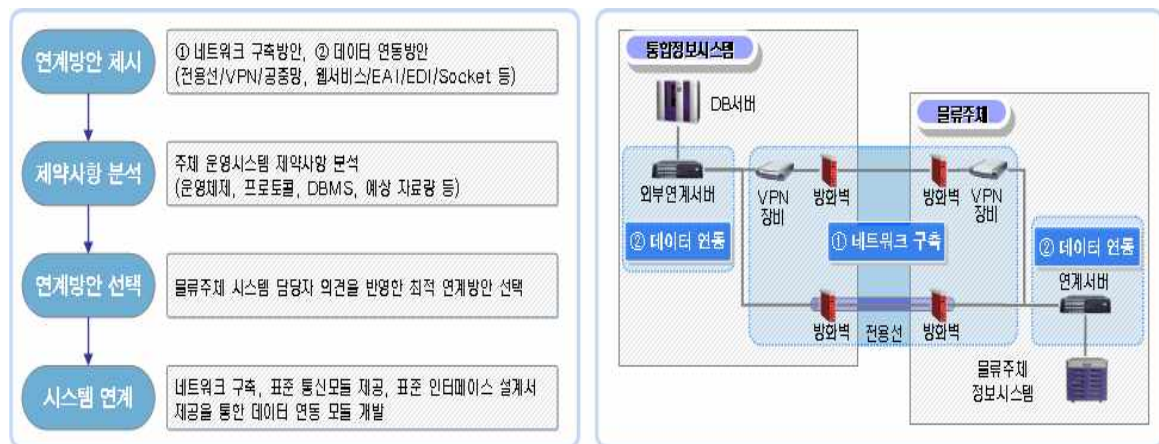 연계방안 제시
① 네트워크 구축방안, ② 데이터 연동방안
(전용선/VPN/공중망, 웹서비스/EAI/EDI/Socket 등)
제약사항 분석
주체 운영시스템 제약사항 분석
(운영체제, 프로토콜, DBMS, 예상 자료량 등)
연계방안 선택
물류주체 시스템 담당자 의견을 반영한 최적 연계방안 선택
시스템 연계
네트워크 구축, 표준 통신모듈 제공, 표준 인터페이스 설계서
제공을 통한 데이터 연동 모듈 개발
통합정보시스템
DB서버
물류주체
외부연계서버
VPN
장비
방화벽
방화벽
VPN
장비
② 데이터 연동
① 네트워크 구축
② 데이터 연동
연계서버
방화벽
전용선
방화벽
물류주체
정보시스템